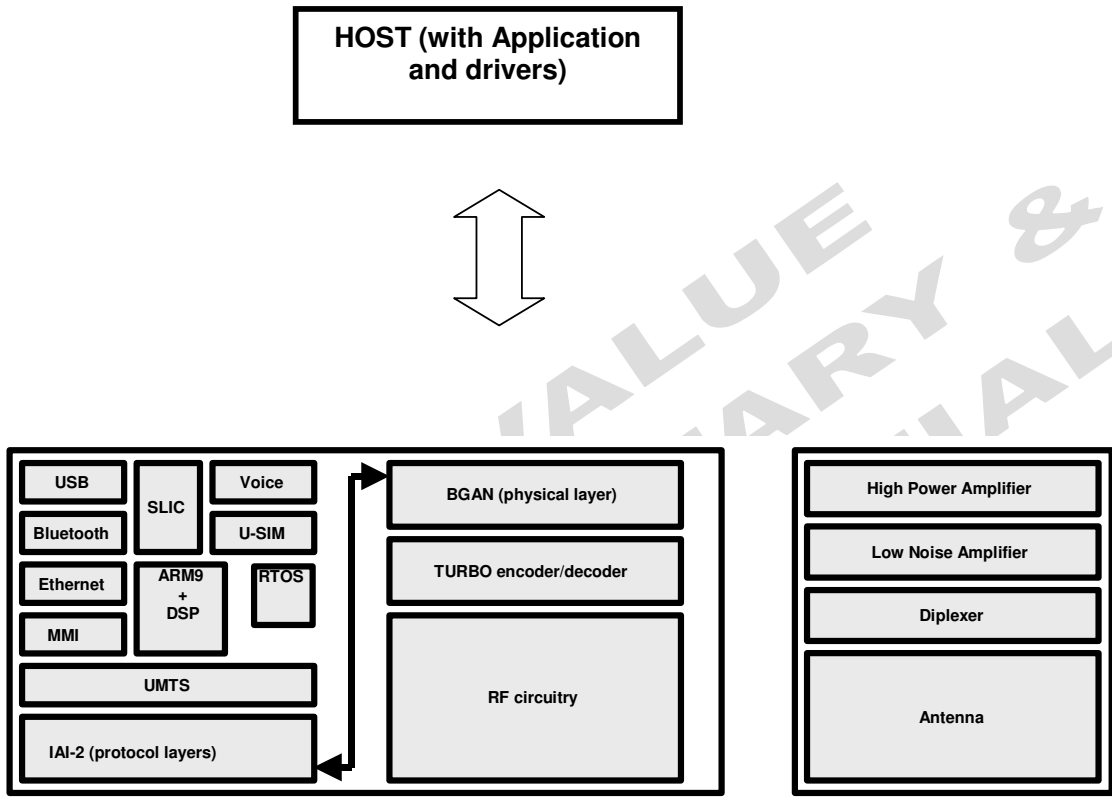 HOST (with Application
and drivers)
VALUE
&
USB
SLIC
Voice
Bluetooth
U-SIM
Ethernet
ARM9
+
DSP
RTOS
MMI
UMTS
IAI-2 (protocol layers)
BGAN (physical layer)
TURBO encoder/decoder
RF circuitry
High Power Amplifier
Low Noise Amplifier
Diplexer
Antenna